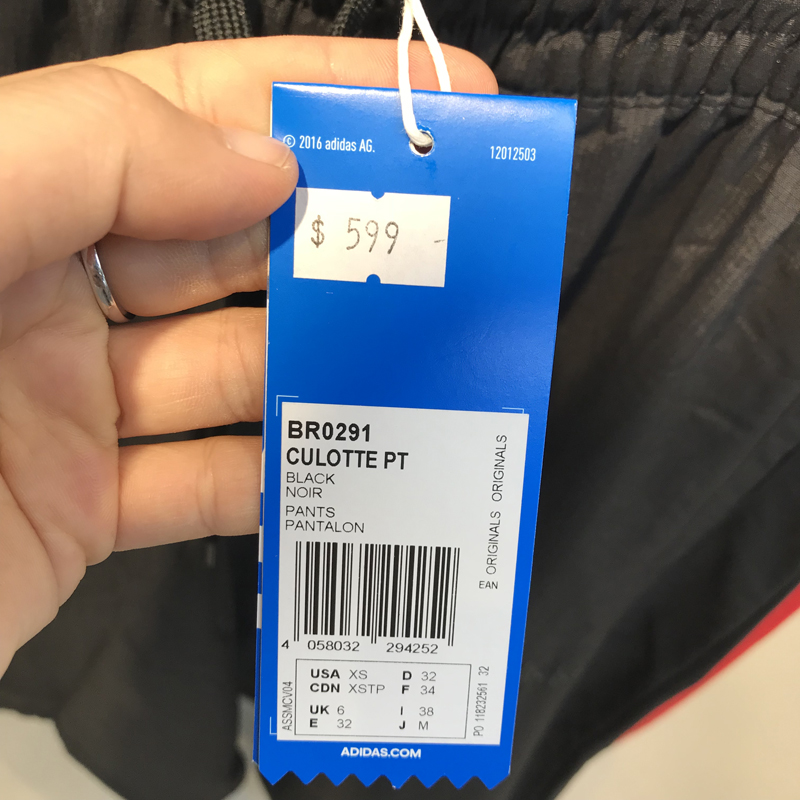 © 2016 adidas AG.
12012503
$ 599 -
BR0291
CULOTTE PT
BLACK
NOIR
PANTS
PANTALON
ORIGINALS ORIGINALS
EAN
4 058032 294252
ASSMCV04
USA XS D 32
CDN XSTP F 34
UK 6 I 38
E 32 J M
PO 118232561 32
ADIDAS.COM